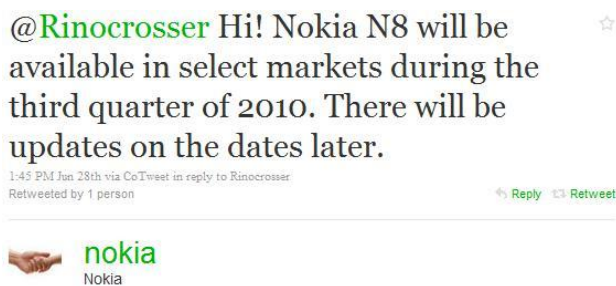 @Rinocrosser Hi! Nokia N8 will be
available in select markets during the
third quarter of 2010. There will be
updates on the dates later.
1:45 PM Jun 28th via CoTweet in reply to Rinocrosser
Retweeted by 1 person
Reply Retweet
nokia
Nokia